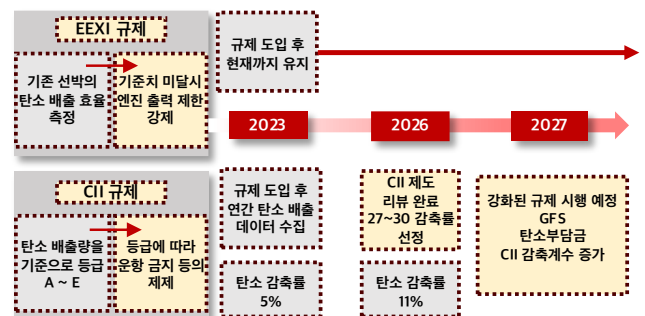 EEXI 규제
기존 선박의
탄소 배출 효율
측정
기준치 미달시
엔진 출력 제한
강제
규제 도입 후
현재까지 유지
2023
2026
2027
CII 규제
탄소 배출량을
기준으로 등급
A ~ E
등급에 따라
운항 금지 등의
제제
규제 도입 후
연간 탄소 배출
데이터 수집
탄소 감축률
5%
CII 제도
리뷰 완료
27~30 감축률
선정
탄소 감축률
11%
강화된 규제 시행 예정
GFS
탄소부담금
CII 감축계수 증가